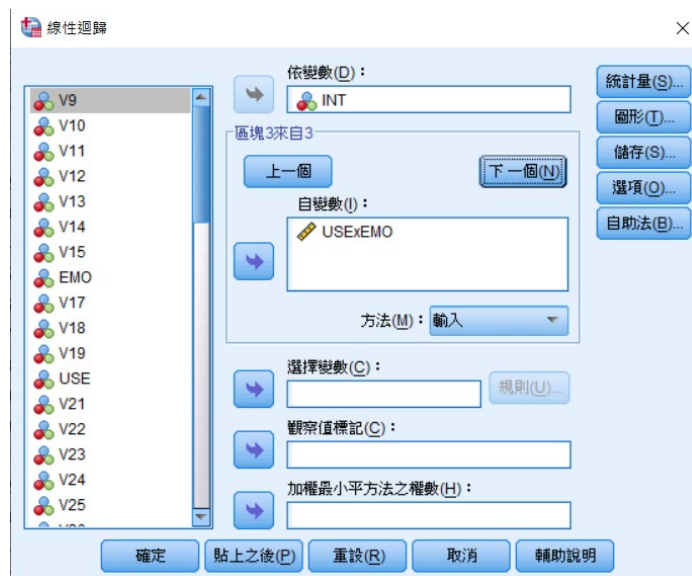 線性迴歸
V9
V10
V11
V12
V13
V14
V15
EMO
V17
V18
V19
USE
V21
V22
V23
V24
V25
依變數(D)：
INT
區塊3來自3
上一個
下一個(N)
自變數(I)：
USExEMO
方法(M)：輸入
選擇變數(C)：
規則(U)...
觀察值標記(C)：
加權最小平方法之權數(H)：
統計量(S)...
圖形(T)...
儲存(S)...
選項(O)...
自助法(B)...
確定
貼上之後(P)
重設(R)
取消
輔助說明